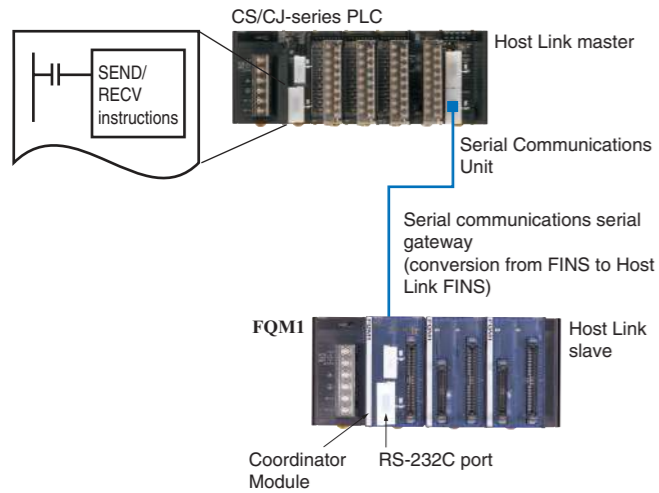 CS/CJ-series PLC
Host Link master
SEND/
RECV
instructions
Serial Communications
Unit
Serial communications serial
gateway
(conversion from FINS to Host
Link FINS)
FQM1
Host Link
slave
Coordinator
Module
RS-232C port